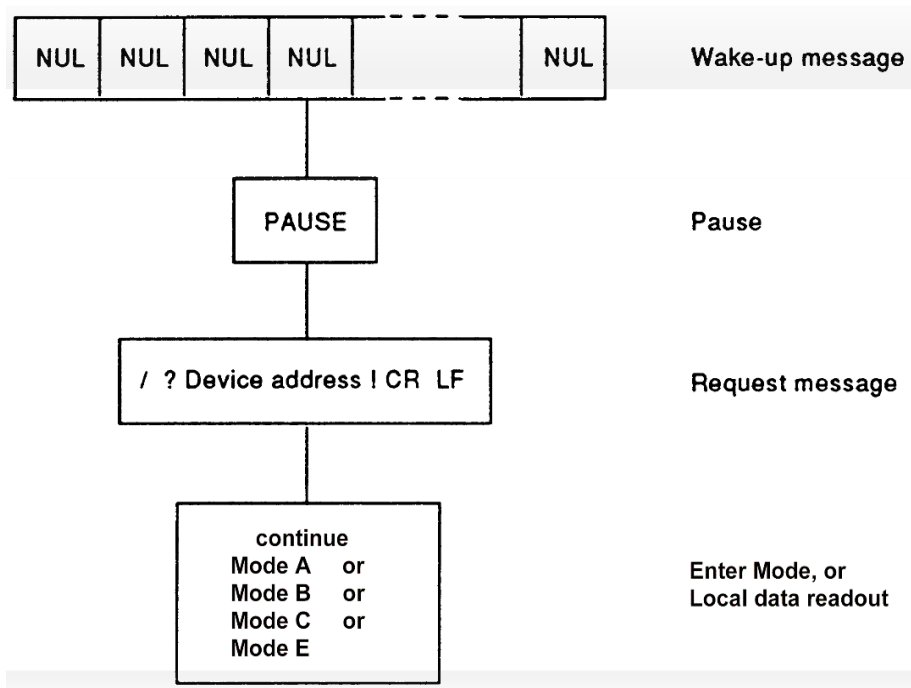 NUL NUL NUL NUL NUL Wake-up message
PAUSE Pause
/ ? Device address ! CR LF Request message
continue
Mode A or
Mode B or
Mode C or
Mode E
Enter Mode, or
Local data readout